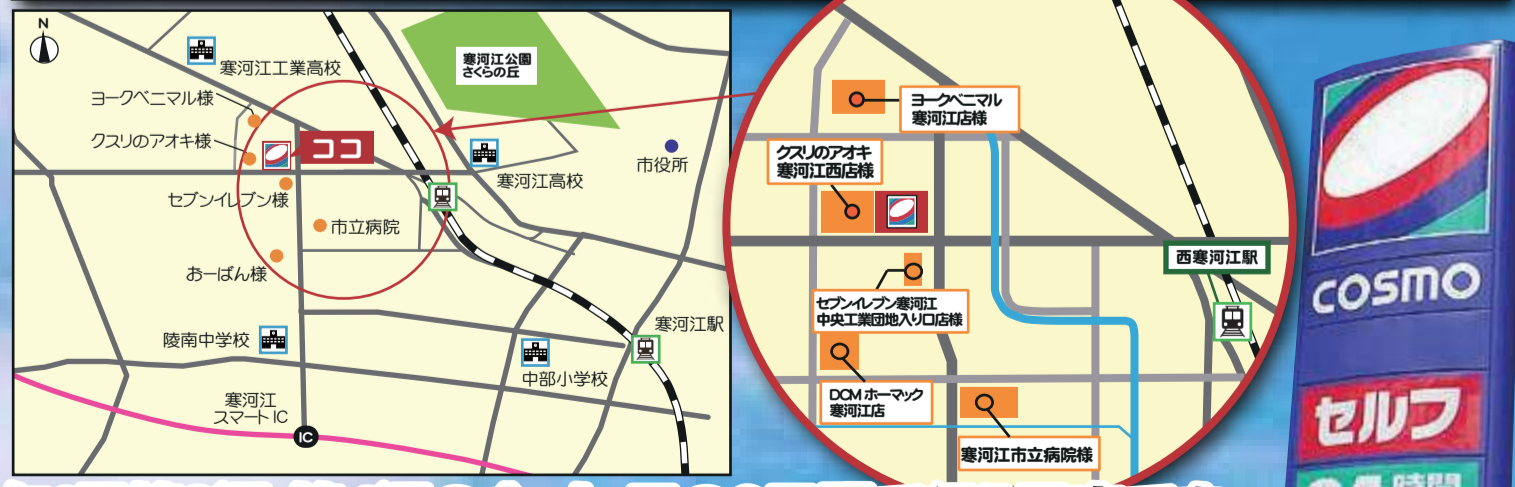 N
寒河江工業高校
ヨークベニマル様
クスリのアオキ様
ココ
セブンイレブン様
市立病院
おーばん様
寒河江公園
さくらの丘
寒河江高校
市役所
陵南中学校
寒河江駅
中部小学校
寒河江
スマートIC
IC
ヨークベニマル
寒河江店様
クスリのアオキ
寒河江西店様
西寒河江駅
セブンイレブン寒河江
中央工業団地入り口店様
DCMホーマック
寒河江店
寒河江市立病院様
COSMO
セルフ
24時間